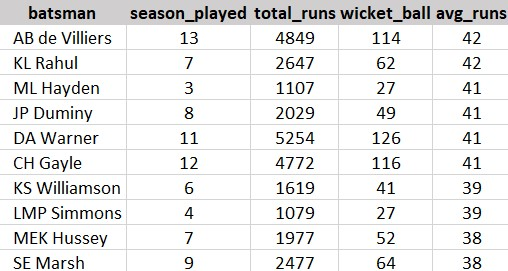 batsman season_played total_runs wicket_ball avg_runs
AB de Villiers 13 4849 114 42
KL Rahul 7 2647 62 42
ML Hayden 3 1107 27 41
JP Duminy 8 2029 49 41
DA Warner 11 5254 126 41
CH Gayle 12 4772 116 41
KS Williamson 6 1619 41 39
LMP Simmons 4 1079 27 39
MEK Hussey 7 1977 52 38
SE Marsh 9 2477 64 38